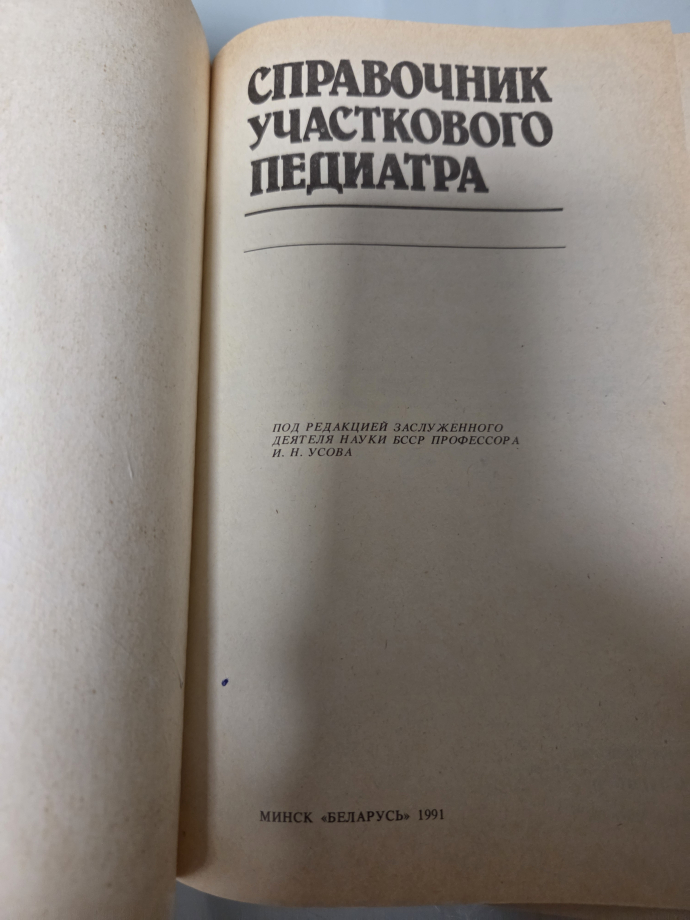 СПРАВОЧНИК
УЧАСТКОВОГО
ПЕДИАТРА
ПОД РЕДАКЦИЕЙ ЗАСЛУЖЕННОГО
ДЕЯТЕЛЯ НАУКИ БССР ПРОФЕССОРА
И. Н. УСОВА
МИНСК «БЕЛАРУСЬ» 1991